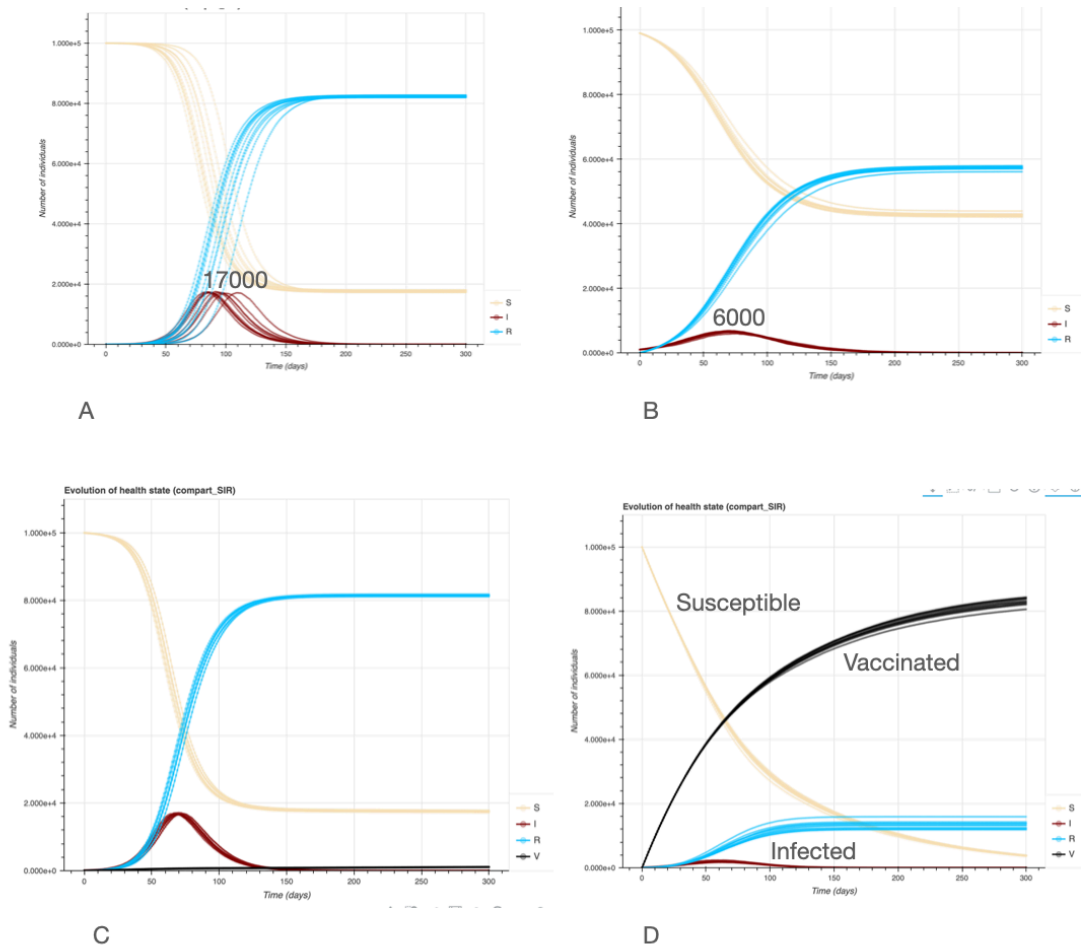 1.000e+5
8.000e+4
6.000e+4
4.000e+4
2.000e+4
0.000e+0
Number of individuals
17000
0 50 100 150 200 250 300
Time (days)
S
I
R
A
1.000e+5
8.000e+4
6.000e+4
4.000e+4
2.000e+4
0.000e+0
Number of individuals
6000
0 50 100 150 200 250 300
Time (days)
S
I
R
B
Evolution of health state (compart_SIR)
1.000e+5
8.000e+4
6.000e+4
4.000e+4
2.000e+4
0.000e+0
Number of individuals
0 50 100 150 200 250 300
Time (days)
S
I
R
V
C
Evolution of health state (compart_SIR)
1.000e+5
8.000e+4
6.000e+4
4.000e+4
2.000e+4
0.000e+0
Number of individuals
Susceptible
Vaccinated
Infected
0 50 100 150 200 250 300
Time (days)
S
I
R
V
D